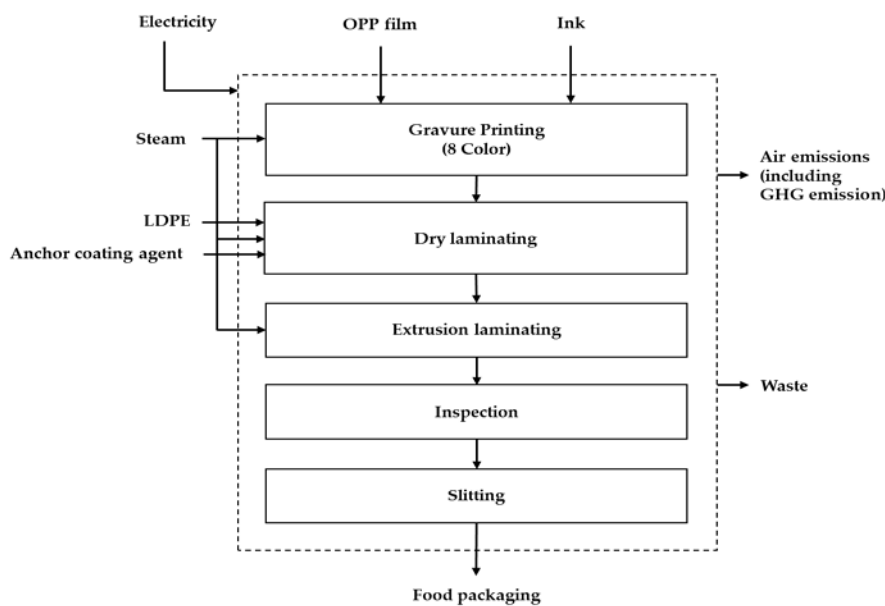 Electricity
OPP film
Ink
Gravure Printing
(8 Color)
Steam
Air emissions
(including
GHG emission)
LDPE
Dry laminating
Anchor coating agent
Extrusion laminating
Waste
Inspection
Slitting
Food packaging